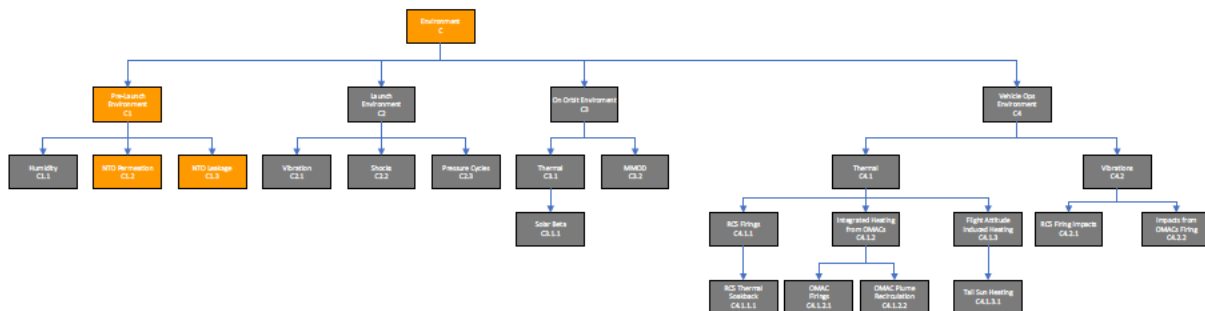 Environment
C
Pre-Launch
Environment
C1
Launch
Environment
C2
On Orbit Enviroment
C3
Vehicle Ops
Environment
C4
Humidity
C1.1
NTO Permeation
C1.2
NTO Leakage
C1.3
Vibration
C2.1
Shocks
C2.2
Pressure Cycles
C2.3
Thermal
C3.1
MMOD
C3.2
Thermal
C4.1
Vibrations
C4.2
Solar Beta
C3.1.1
RCS Firings
C4.1.1
Integrated Heating
from OMACs
C4.1.2
Flight Attitude
Induced Heating
C4.1.3
RCS Firing Impacts
C4.2.1
Impacts from
OMACs Firing
C4.2.2
RCS Thermal
Soakback
C4.1.1.1
OMAC
Firings
C4.1.2.1
OMAC Plume
Recirculation
C4.1.2.2
Tail Sun Heating
C4.1.3.1